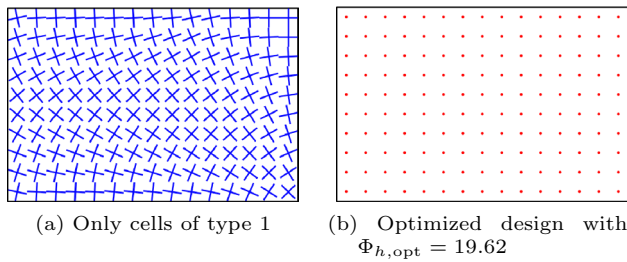 (a) Only cells of type 1
(b) Optimized design with
Φh,opt = 19.62